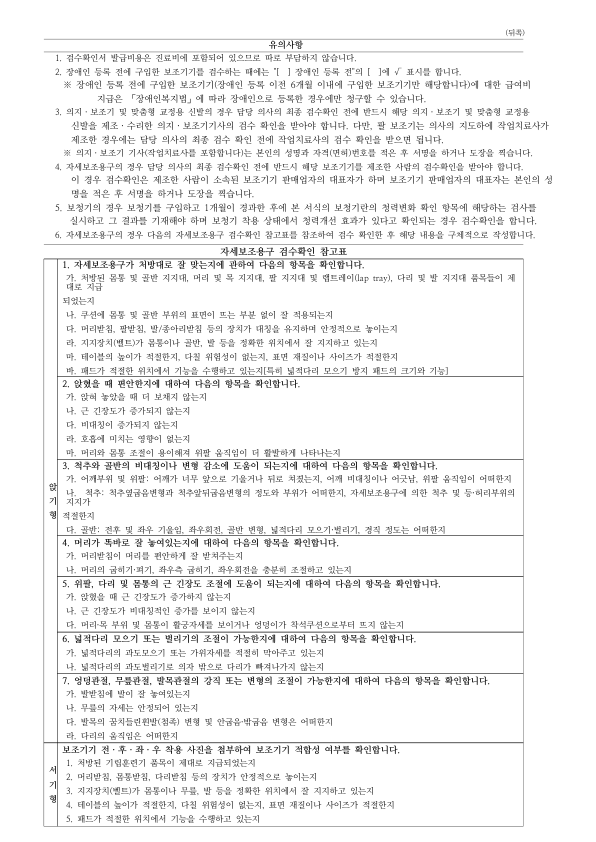 (뒤쪽)
유의사항
1. 검수확인서 발급비용은 진료비에 포함되어 있으므로 따로 부담하지 않습니다.
2. 장애인 등록 전에 구입한 보조기기를 검수하는 때에는 "[  ] 장애인 등록 전"의 [  ]에 √ 표시를 합니다.
※ 장애인 등록 전에 구입한 보조기기(장애인 등록 이전 6개월 이내에 구입한 보조기기만 해당합니다)에 대한 급여비
지급은 「장애인복지법」에 따라 장애인으로 등록한 경우에만 청구할 수 있습니다.
3. 의지ㆍ보조기 및 맞춤형 교정용 신발의 경우 담당 의사의 최종 검수확인 전에 반드시 해당 의지ㆍ보조기 및 맞춤형 교정용
신발을 제조ㆍ수리한 의지ㆍ보조기기사의 검수 확인을 받아야 합니다. 다만, 팔 보조기는 의사의 지도하에 작업치료사가
제조한 경우에는 담당 의사의 최종 검수 확인 전에 작업치료사의 검수 확인을 받으면 됩니다.
※ 의지ㆍ보조기 기사(작업치료사를 포함합니다)는 본인의 성명과 자격(면허)번호를 적은 후 서명을 하거나 도장을 찍습니다.
4. 자세보조용구의 경우 담당 의사의 최종 검수확인 전에 반드시 해당 보조기기를 제조한 사람의 검수확인을 받아야 합니다.
이 경우 검수확인은 제조한 사람이 소속된 보조기기 판매업자의 대표자가 하며 보조기기 판매업자의 대표자는 본인의 성
명을 적은 후 서명을 하거나 도장을 찍습니다.
5. 보청기의 경우 보청기를 구입하고 1개월이 경과한 후에 본 서식의 보청기란의 청력변화 확인 항목에 해당하는 검사를
실시하고 그 결과를 기재해야 하며 보청기 착용 상태에서 청력개선 효과가 있다고 확인되는 경우 검수확인을 합니다.
6. 자세보조용구의 경우 다음의 자세보조용구 검수확인 참고표를 참조하여 검수 확인한 후 해당 내용을 구체적으로 작성합니다.
자세보조용구 검수확인 참고표
앉기형
1. 자세보조용구가 처방대로 잘 맞는지에 관하여 다음의 항목을 확인합니다.
가. 처방된 몸통 및 골반 지지대, 머리 및 목 지지대, 팔 지지대 및 랩트레이(lap tray), 다리 및 발 지지대 품목들이 제
대로 지급
되었는지
나. 쿠션에 몸통 및 골반 부위의 표면이 뜨는 부분 없이 잘 적용되는지
다. 머리받침, 팔받침, 발/종아리받침 등의 장치가 대칭을 유지하며 안정적으로 놓이는지
라. 지지장치(벨트)가 몸통이나 골반, 발 등을 정확한 위치에서 잘 지지하고 있는지
마. 테이블의 높이가 적절한지, 다칠 위험성이 없는지, 표면 재질이나 사이즈가 적절한지
바. 패드가 적절한 위치에서 기능을 수행하고 있는지[특히 넓적다리 모으기 방지 패드의 크기와 기능]
2. 앉혔을 때 편안한지에 대하여 다음의 항목을 확인합니다.
가. 앉혀 놓았을 때 더 보채지 않는지
나. 근 긴장도가 증가되지 않는지
다. 비대칭이 증가되지 않는지
라. 호흡에 미치는 영향이 없는지
마. 머리와 몸통 조절이 용이해져 위팔 움직임이 더 활발하게 나타나는지
3. 척추와 골반의 비대칭이나 변형 감소에 도움이 되는지에 대하여 다음의 항목을 확인합니다.
가. 어깨부위 및 위팔: 어깨가 너무 앞으로 기울거나 뒤로 쳐졌는지, 어깨 비대칭이나 어긋남, 위팔 움직임이 어떠한지
나. 척추: 척추옆굽음변형과 척추앞뒤굽음변형의 정도와 부위가 어떠한지, 자세보조용구에 의한 척추 및 등·허리부위의
지지가
적절한지
다. 골반: 전후 및 좌우 기울임, 좌우회전, 골반 변형, 넓적다리 모으기·벌리기, 경직 정도는 어떠한지
4. 머리가 똑바로 잘 놓여있는지에 대하여 다음의 항목을 확인합니다.
가. 머리받침이 머리를 편안하게 잘 받쳐주는지
나. 머리의 굽히기·펴기, 좌우측 굽히기, 좌우회전을 충분히 조절하고 있는지
5. 위팔, 다리 및 몸통의 근 긴장도 조절에 도움이 되는지에 대하여 다음의 항목을 확인합니다.
가. 앉혔을 때 근 긴장도가 증가하지 않는지
나. 근 긴장도가 비대칭적인 증가를 보이지 않는지
다. 머리·목 부위 및 몸통이 활궁자세를 보이거나 엉덩이가 착석쿠션으로부터 뜨지 않는지
6. 넓적다리 모으기 또는 벌리기의 조절이 가능한지에 대하여 다음의 항목을 확인합니다.
가. 넓적다리의 과도모으기 또는 가위자세를 적절히 막아주고 있는지
나. 넓적다리의 과도벌리기로 의자 밖으로 다리가 빠져나가지 않는지
7. 엉덩관절, 무릎관절, 발목관절의 강직 또는 변형의 조절이 가능한지에 대하여 다음의 항목을 확인합니다.
가. 발받침에 발이 잘 놓여있는지
나. 무릎의 자세는 안정되어 있는지
다. 발목의 꿈치들린휜발(첨족) 변형 및 안굽음·밖굽음 변형은 어떠한지
라. 다리의 움직임은 어떠한지
서기형
보조기기 전ㆍ후ㆍ좌ㆍ우 착용 사진을 첨부하여 보조기기 적합성 여부를 확인합니다.
1. 처방된 기립훈련기 품목이 제대로 지급되었는지
2. 머리받침, 몸통받침, 다리받침 등의 장치가 안정적으로 놓이는지
3. 지지장치(벨트)가 몸통이나 무릎, 발 등을 정확한 위치에서 잘 지지하고 있는지
4. 테이블의 높이가 적절한지, 다칠 위험성이 없는지, 표면 재질이나 사이즈가 적절한지
5. 패드가 적절한 위치에서 기능을 수행하고 있는지